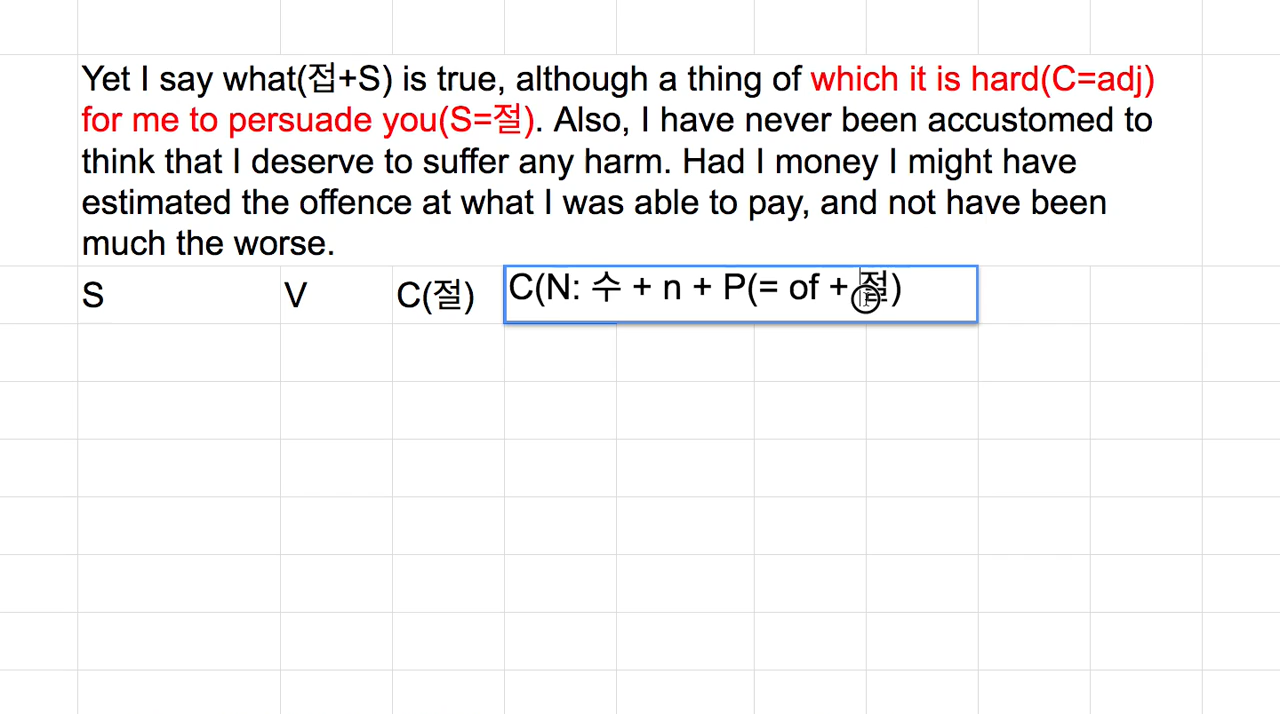 Yet I say what(접+S) is true, although a thing of which it is hard(C=adj)
for me to persuade you(S=절). Also, I have never been accustomed to
think that I deserve to suffer any harm. Had I money I might have
estimated the offence at what I was able to pay, and not have been
much the worse.
S V C(절) C(N: 수 + n + P(= of + 절)